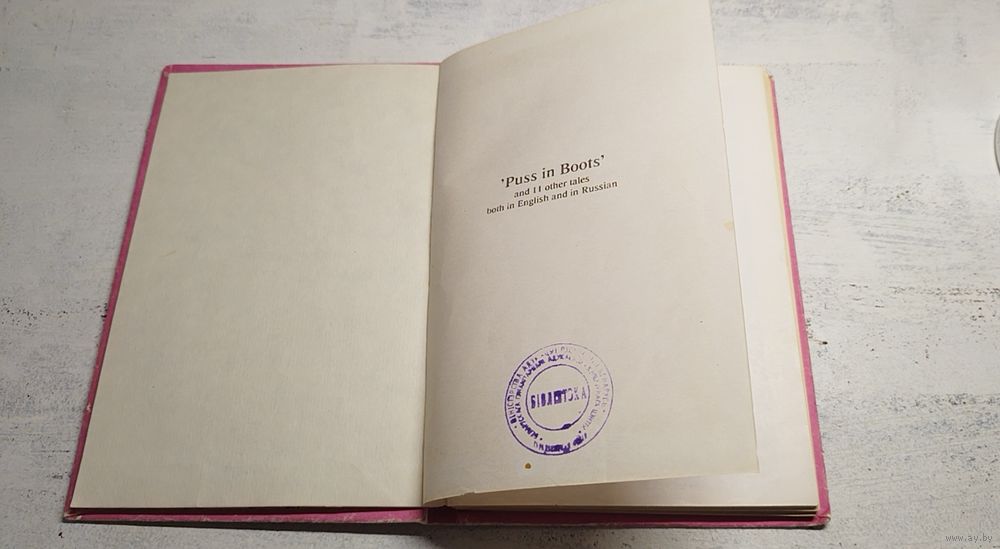 'Puss in Boots'
and 11 other tales
both in English and in Russian
БІБЛІЯТЭКА
www.ay.by